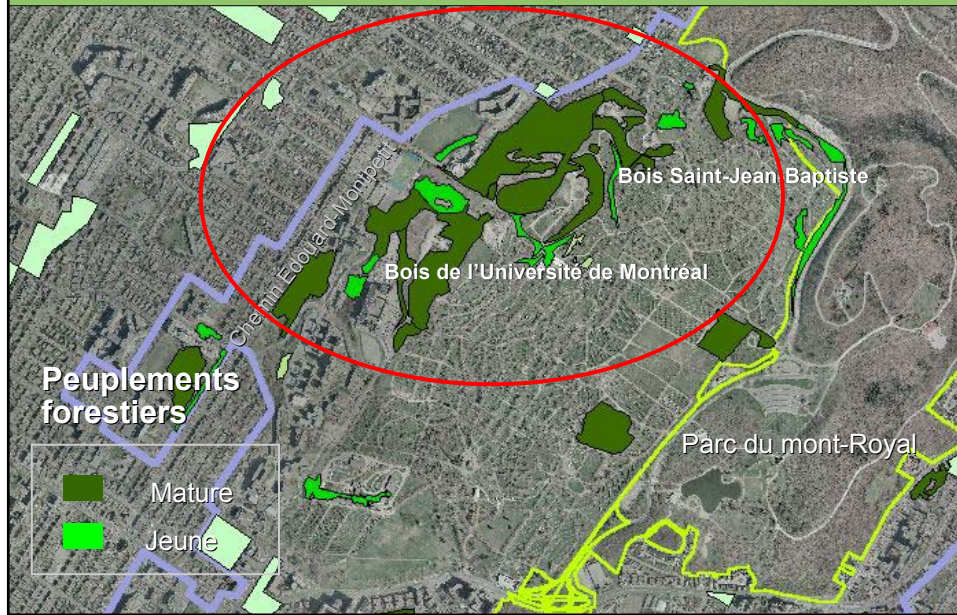 Chemin Édouard-Montpetit
Bois Saint-Jean-Baptiste
Bois de l’Université de Montréal
Peuplements
forestiers
Mature
Jeune
Parc du mont-Royal